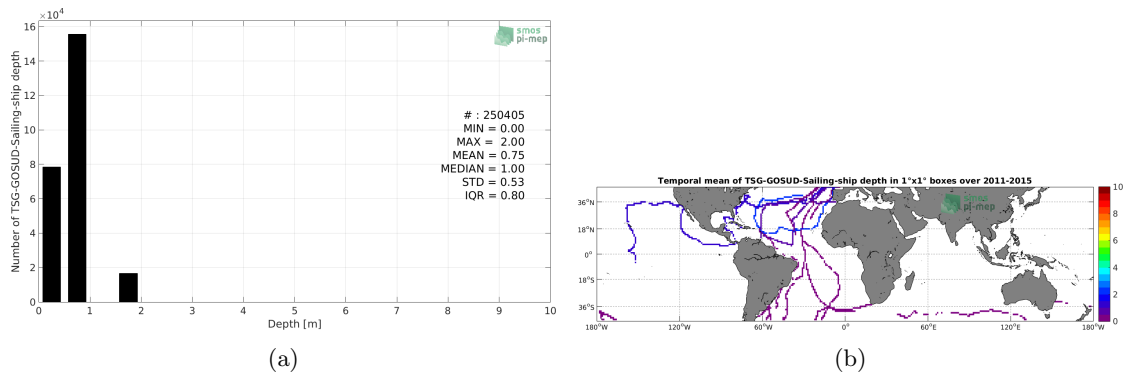 ×10⁴
16
14
12
10
8
6
4
2
0
Number of TSG-GOSUD-Sailing-ship depth
0 1 2 3 4 5 6 7 8 9 10
Depth [m]
smos
pi-mep
# : 250405
MIN = 0.00
MAX = 2.00
MEAN = 0.75
MEDIAN = 1.00
STD = 0.53
IQR = 0.80
(a)
Temporal mean of TSG-GOSUD-Sailing-ship depth in 1°x1° boxes over 2011-2015
smos
pi-mep
36°N
18°N
0°
18°S
36°S
180°W 120°W 60°W 0° 60°E 120°E 180°W
10
8
6
4
2
0
(b)